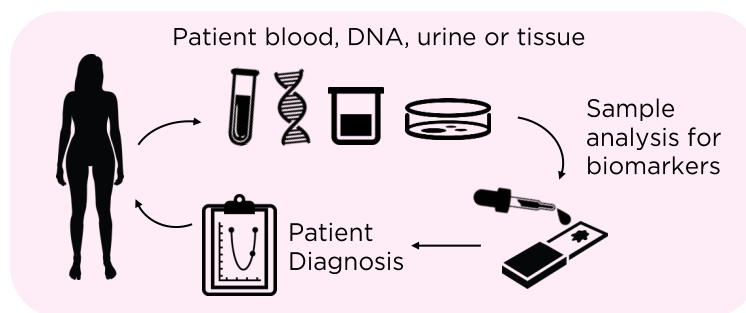 Patient blood, DNA, urine or tissue
Sample
analysis for
biomarkers
Patient
Diagnosis